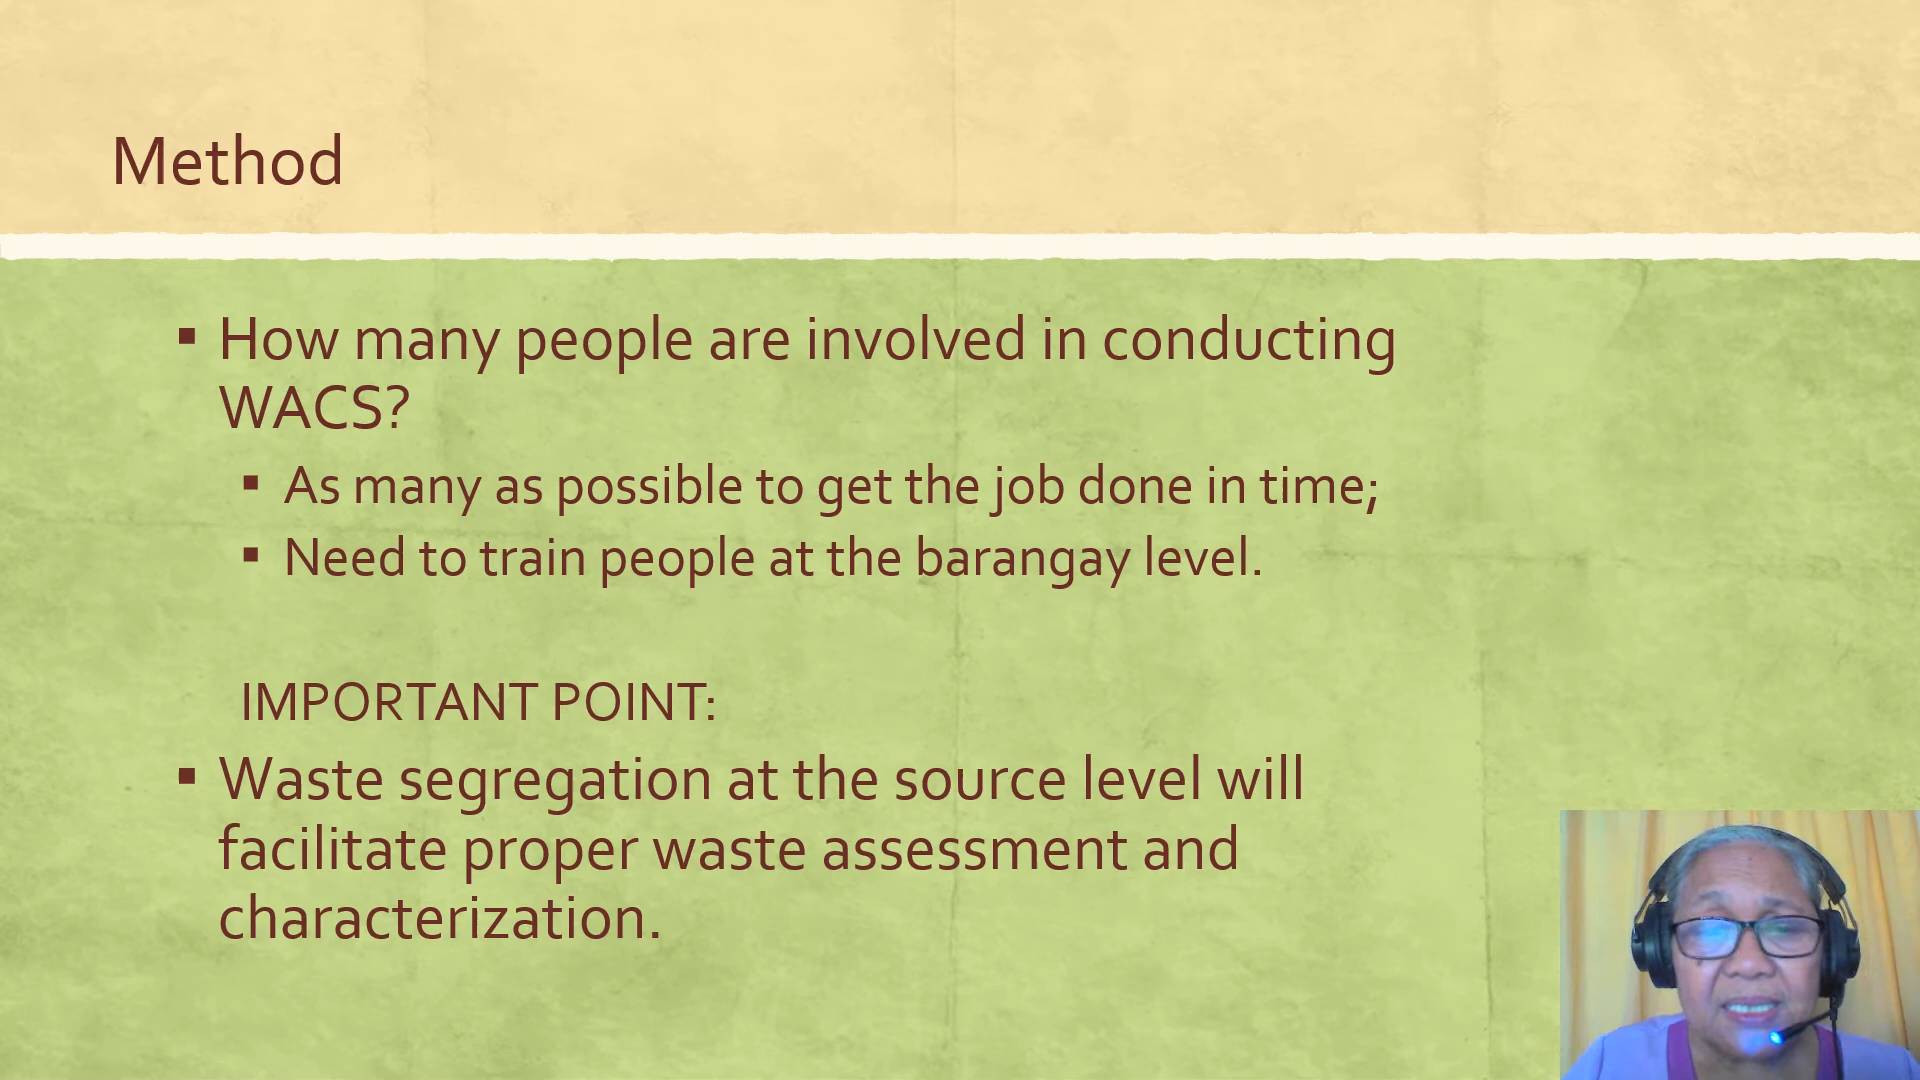 Method
▪ How many people are involved in conducting
WACS?
▪ As many as possible to get the job done in time;
▪ Need to train people at the barangay level.
IMPORTANT POINT:
▪ Waste segregation at the source level will
facilitate proper waste assessment and
characterization.